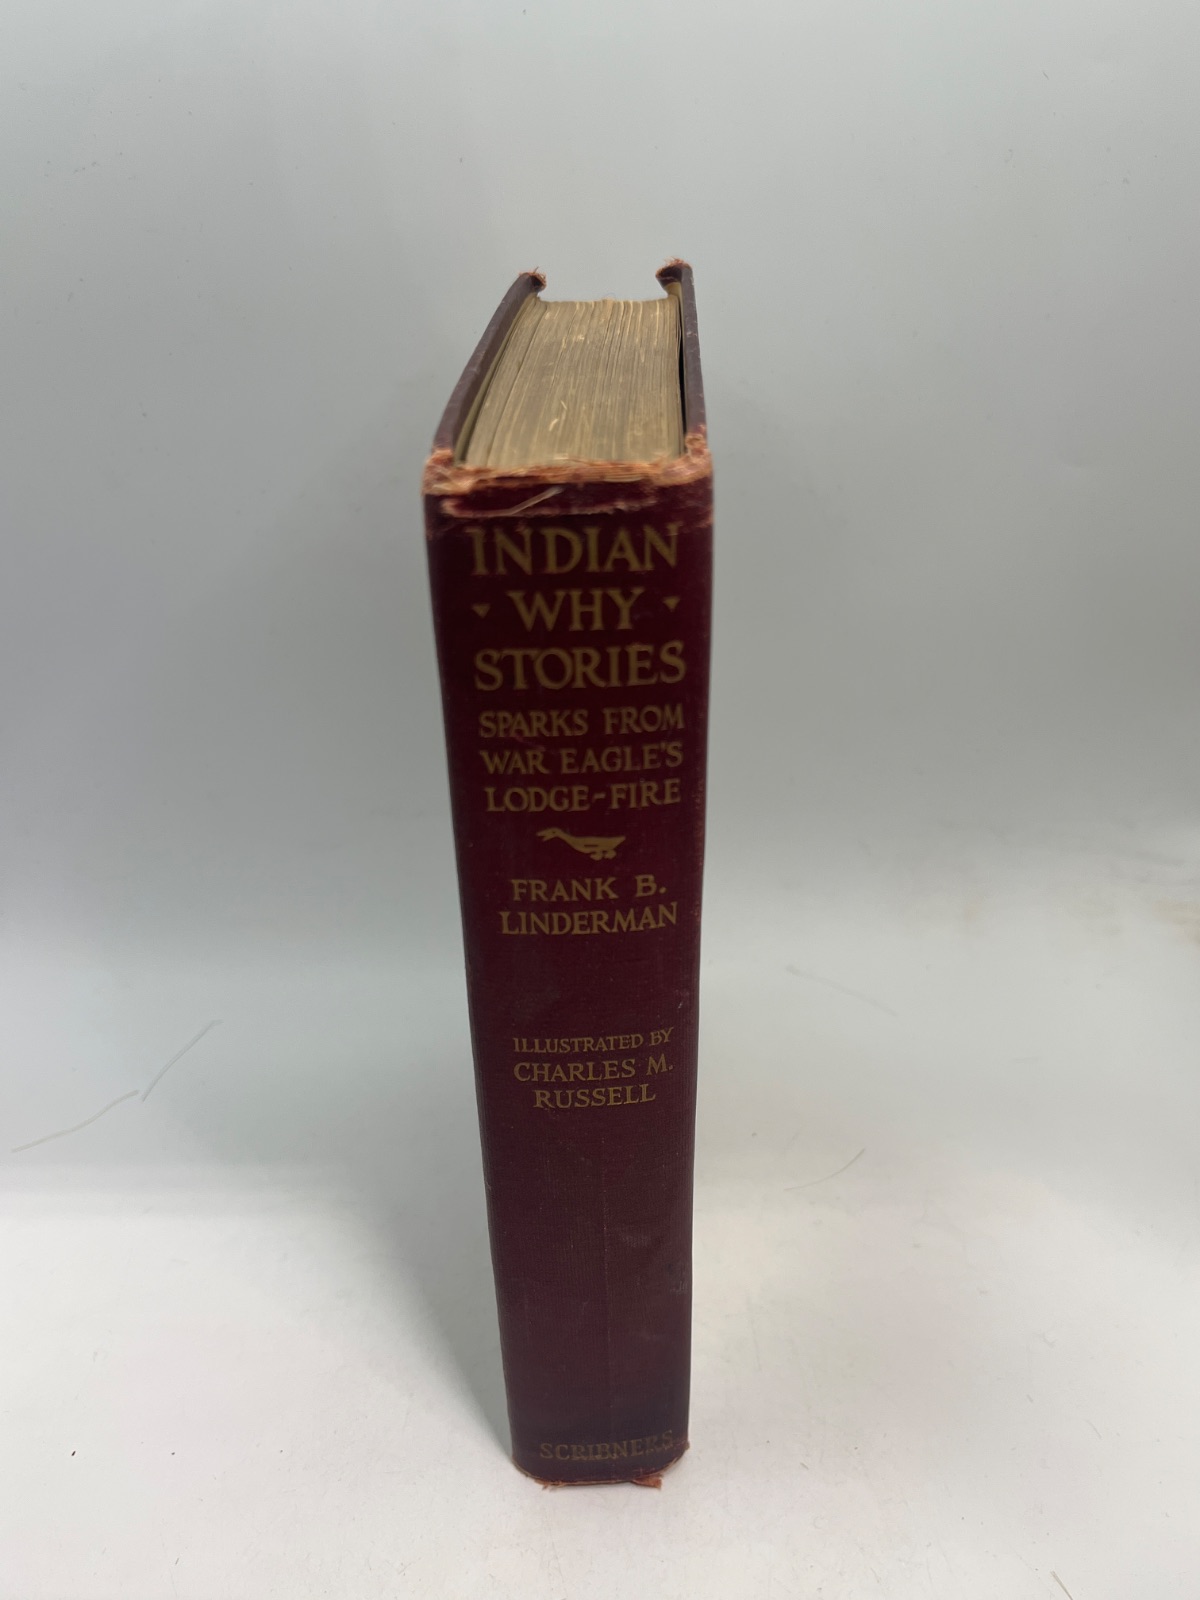 INDIAN
WHY
STORIES
SPARKS FROM
WAR EAGLE'S
LODGE-FIRE
FRANK B.
LINDERMAN
ILLUSTRATED BY
CHARLES M.
RUSSELL
SCRIBNERS